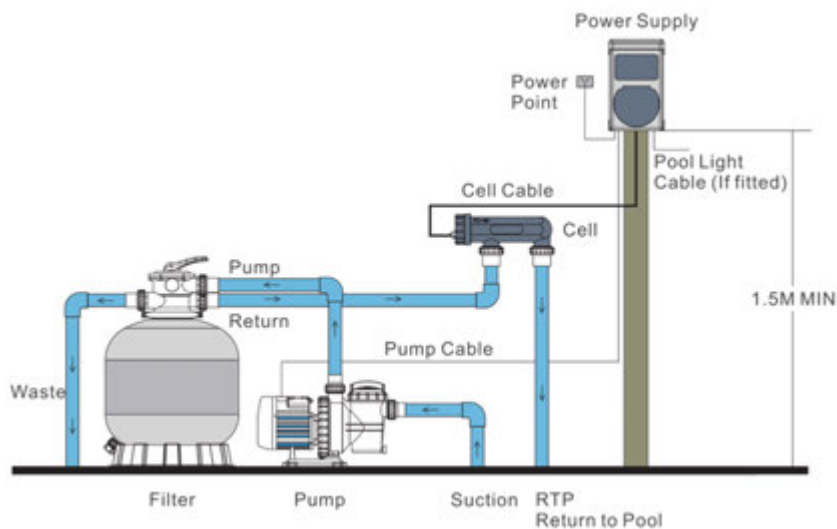 Power Supply
Power
Point
Pool Light
Cable (If fitted)
Cell Cable
Cell
Pump
Return
1.5M MIN
Pump Cable
Waste
Filter
Pump
Suction
RTP
Return to Pool